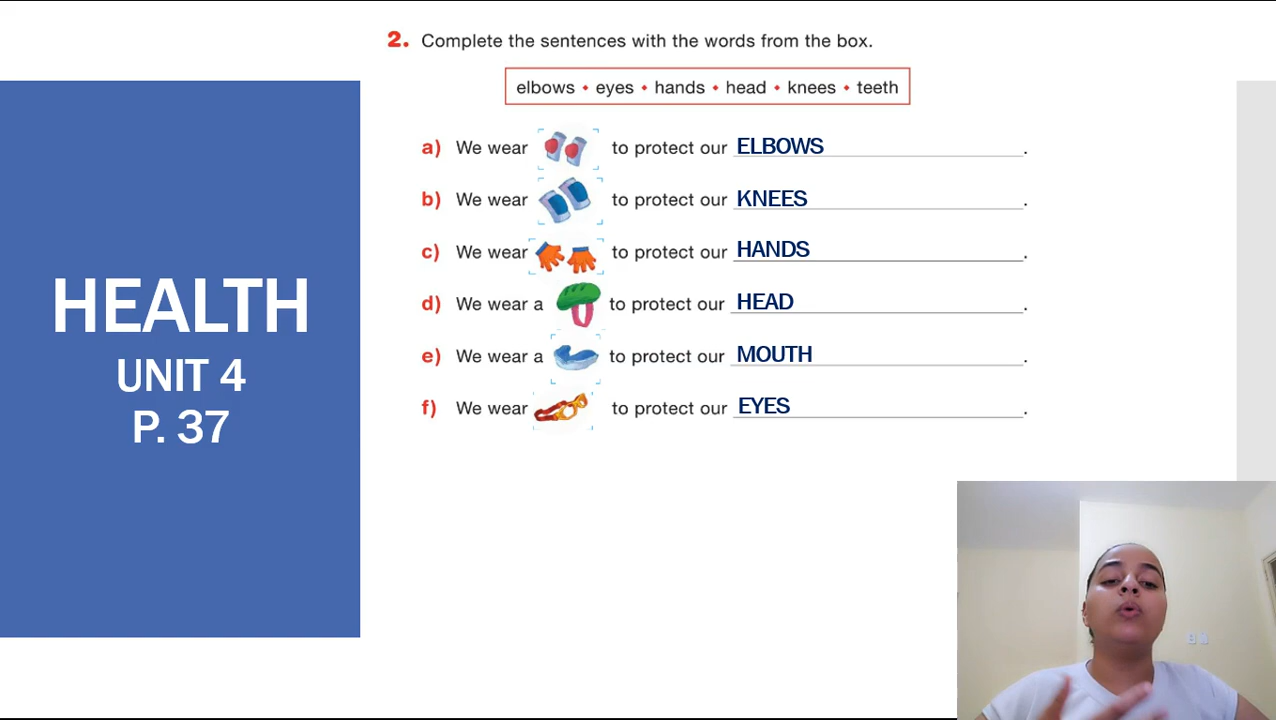 2. Complete the sentences with the words from the box.
elbows • eyes • hands • head • knees • teeth
a) We wear to protect our ELBOWS.
b) We wear to protect our KNEES.
c) We wear to protect our HANDS.
d) We wear a to protect our HEAD.
e) We wear a to protect our MOUTH.
f) We wear to protect our EYES.
HEALTH
UNIT 4
P. 37